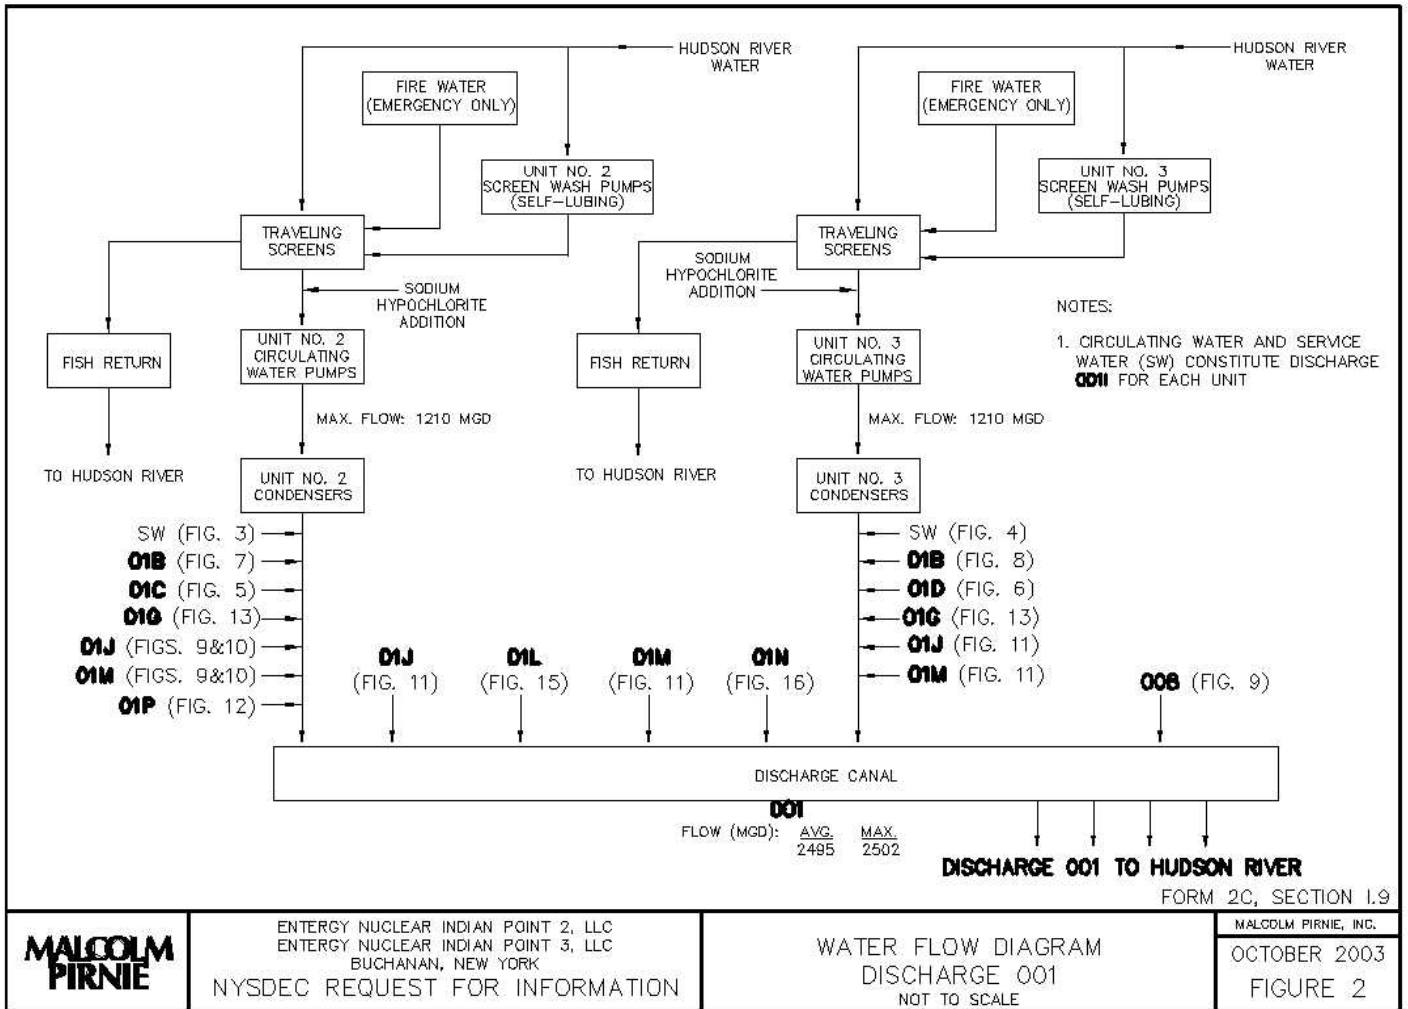 HUDSON RIVER
WATER
HUDSON RIVER
WATER
FIRE WATER
(EMERGENCY ONLY)
FIRE WATER
(EMERGENCY ONLY)
UNIT NO. 2
SCREEN WASH PUMPS
(SELF-LUBING)
UNIT NO. 3
SCREEN WASH PUMPS
(SELF-LUBING)
TRAVELING
SCREENS
TRAVELING
SCREENS
SODIUM
HYPOCHLORITE
ADDITION
SODIUM
HYPOCHLORITE
ADDITION
NOTES:
1. CIRCULATING WATER AND SERVICE
WATER (SW) CONSTITUTE DISCHARGE
FOR EACH UNIT
FISH RETURN
UNIT NO. 2
CIRCULATING
WATER PUMPS
FISH RETURN
UNIT NO. 3
CIRCULATING
WATER PUMPS
MAX. FLOW: 1210 MGD
MAX. FLOW: 1210 MGD
TO HUDSON RIVER
UNIT NO. 2
CONDENSERS
TO HUDSON RIVER
UNIT NO. 3
CONDENSERS
SW (FIG. 3)
01B (FIG. 7)
01C (FIG. 5)
01G (FIG. 13)
01J (FIGS. 9&10)
01M (FIGS. 9&10)
01P (FIG. 12)
01J
(FIG. 11)
01L
(FIG. 15)
01M
(FIG. 11)
01N
(FIG. 16)
SW (FIG. 4)
01B (FIG. 8)
01D (FIG. 6)
01G (FIG. 13)
01J (FIG. 11)
01M (FIG. 11)
(FIG. 9)
DISCHARGE CANAL
001
FLOW (MGD): AVG. MAX.
2495 2502
DISCHARGE 001 TO HUDSON RIVER
FORM 2C, SECTION I.9
MALCOLM
PIRNIE
ENTERGY NUCLEAR INDIAN POINT 2, LLC
ENTERGY NUCLEAR INDIAN POINT 3, LLC
BUCHANAN, NEW YORK
NYSDEC REQUEST FOR INFORMATION
WATER FLOW DIAGRAM
DISCHARGE 001
NOT TO SCALE
MALCOLM PIRNIE, INC.
OCTOBER 2003
FIGURE 2